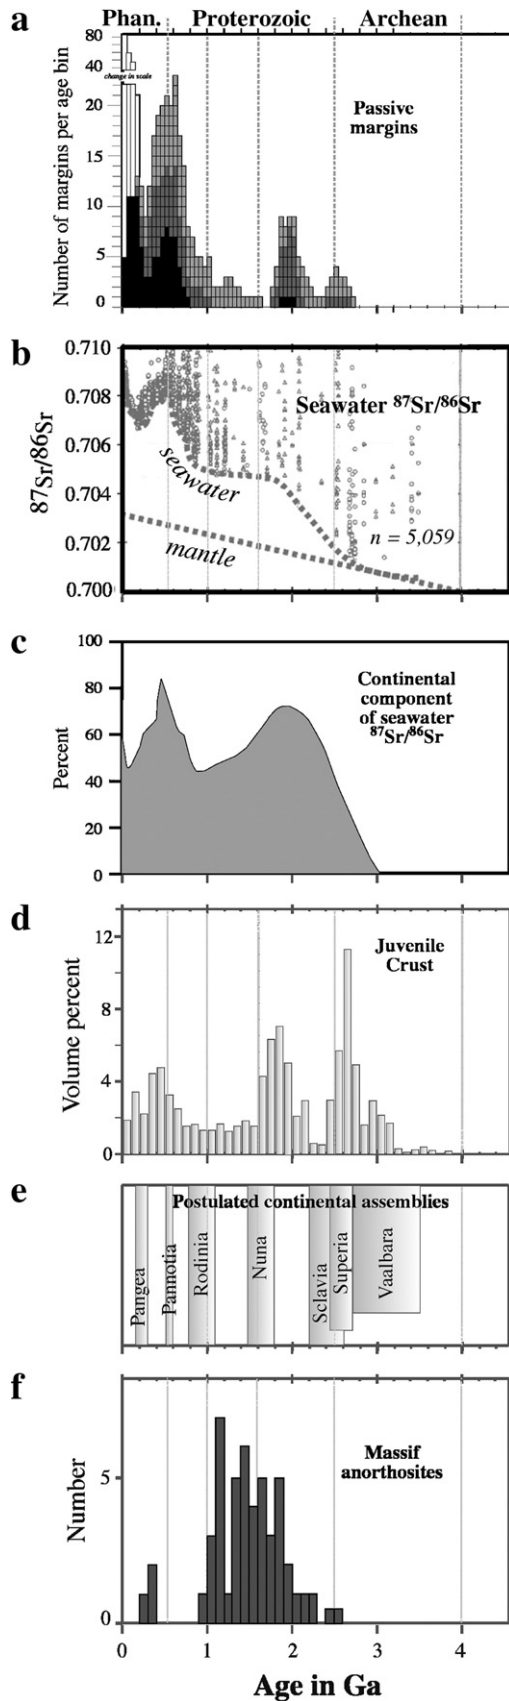 a
Phan. Proterozoic Archean
80
40
change in scale
20
15
10
5
0
Number of margins per age bin
Passive
margins
b
0.710
0.708
0.706
0.704
0.702
0.700
87Sr/86Sr
Seawater 87Sr/86Sr
seawater
mantle
n = 5,059
c
100
80
60
40
20
0
Percent
Continental
component
of seawater
87Sr/86Sr
d
12
8
4
0
Volume percent
Juvenile
Crust
e
Postulated continental assemblies
Pangea
Pannotia
Rodinia
Nuna
Sclavia
Superia
Vaalbara
f
5
0
Number
Massif
anorthosites
0 1 2 3 4
Age in Ga